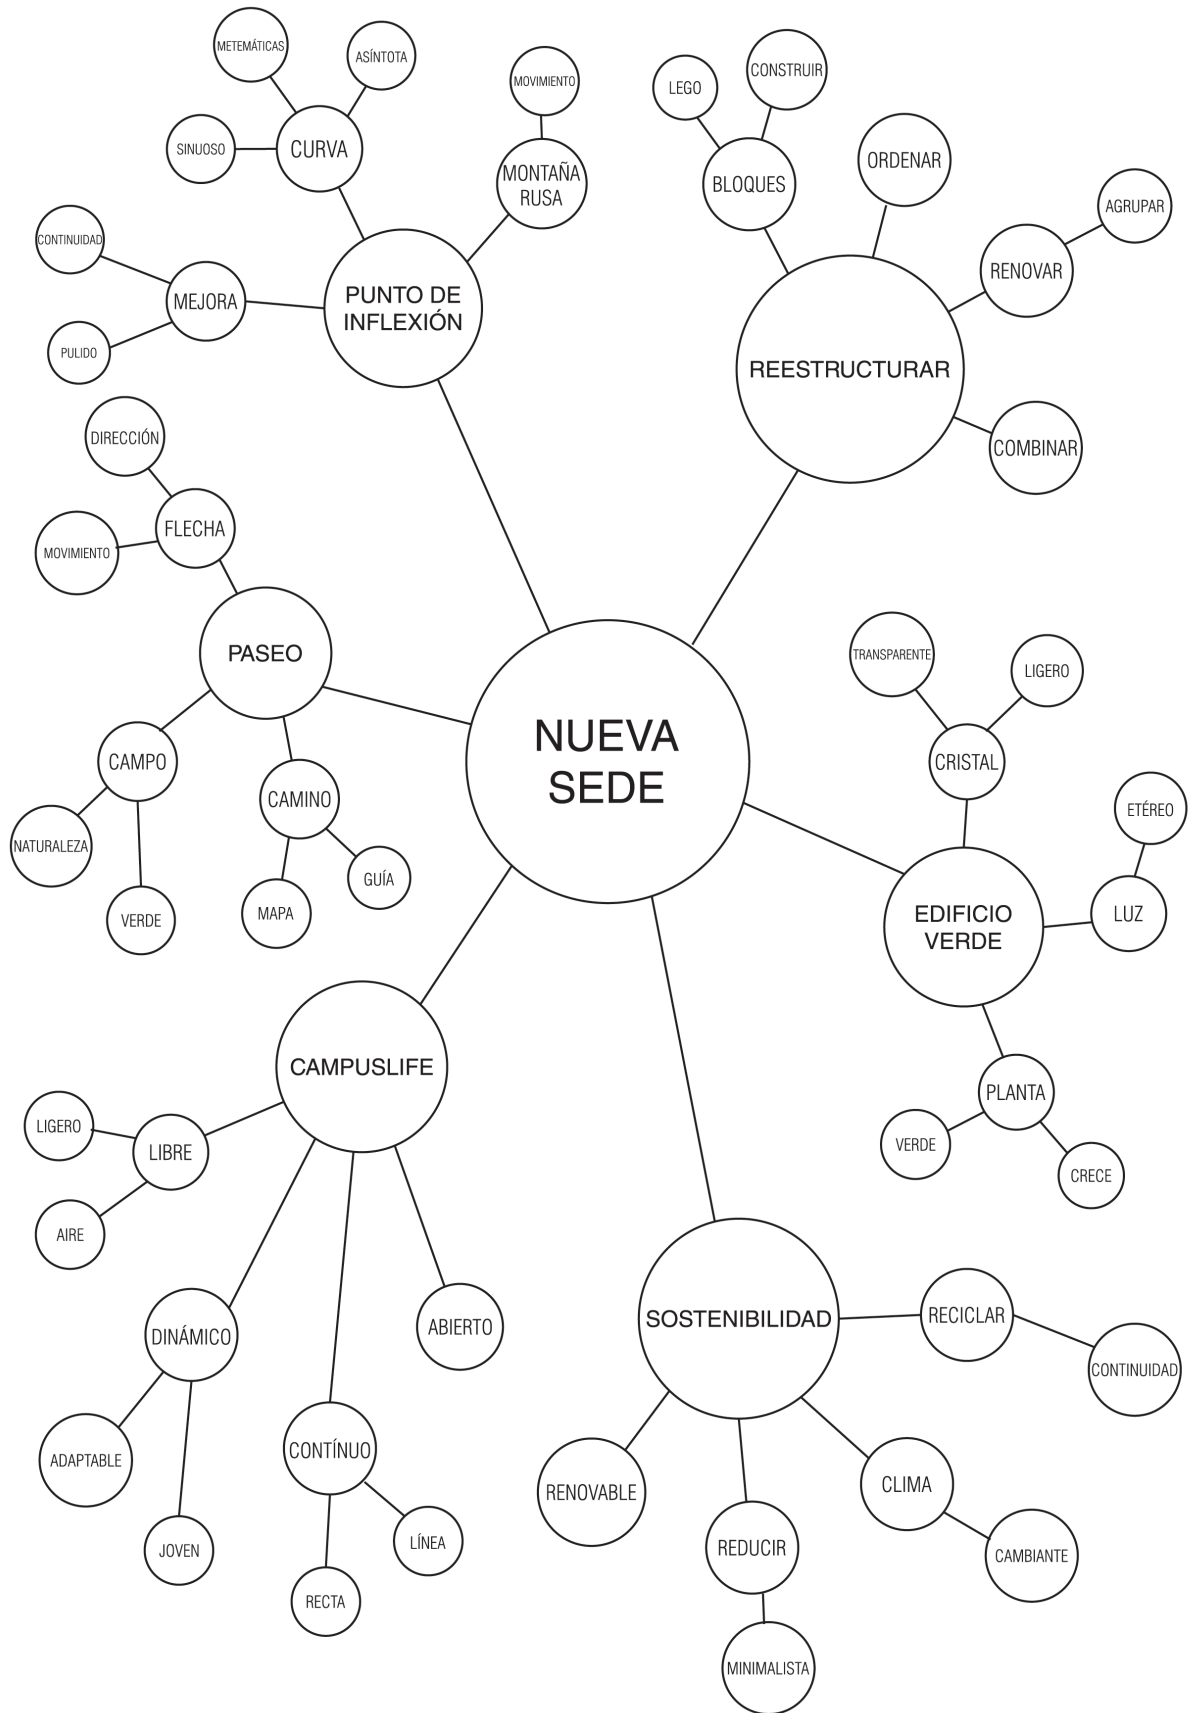 METEMÁTICAS
ASÍNTOTA
SINUOSO
CURVA
MOVIMIENTO
MONTAÑA
RUSA
CONTINUIDAD
MEJORA
PULIDO
PUNTO DE
INFLEXIÓN
LEGO
CONSTRUIR
BLOQUES
ORDENAR
AGRUPAR
RENOVAR
REESTRUCTURAR
COMBINAR
DIRECCIÓN
FLECHA
MOVIMIENTO
PASEO
CAMPO
CAMINO
NATURALEZA
VERDE
MAPA
GUÍA
NUEVA
SEDE
TRANSPARENTE
LIGERO
CRISTAL
ETÉREO
LUZ
EDIFICIO
VERDE
PLANTA
VERDE
CRECE
CAMPUSLIFE
LIGERO
LIBRE
AIRE
DINÁMICO
ABIERTO
ADAPTABLE
JOVEN
CONTÍNUO
LÍNEA
RECTA
SOSTENIBILIDAD
RECICLAR
CONTINUIDAD
RENOVABLE
REDUCIR
CLIMA
CAMBIANTE
MINIMALISTA